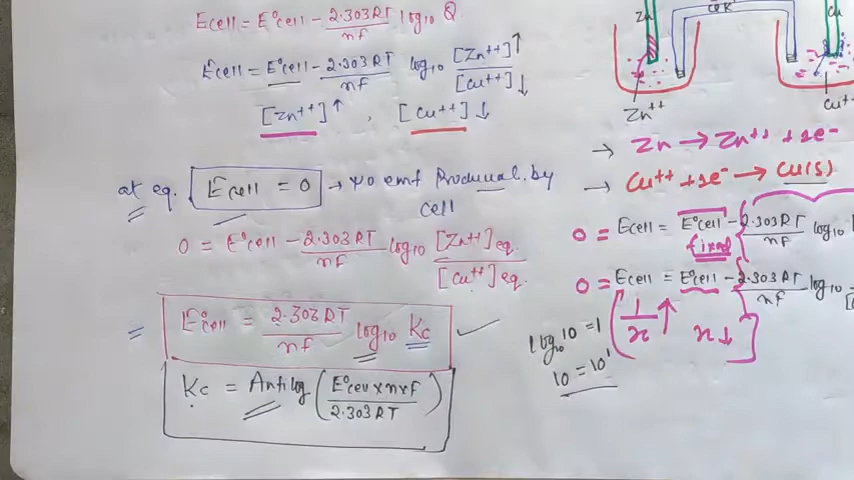 Ecell = E°cell − 2.303RT/nF log10 Q
Ecell = E°cell − 2.303RT/nF log10 [Zn++]↑/[Cu++]↓
[Zn++]↑ , [Cu++]↓
at eq. Ecell = 0 → no emf Produced by cell
0 = E°cell − 2.303RT/nF log10 [Zn++]eq./[Cu++]eq.
= E°cell = 2.303RT/nF log10 Kc
Kc = Antilog (E°cell x n x F/2.303RT)
Zn
Cu
Zn++
Cu++
→ Zn → Zn++ + 2e-
→ Cu++ + 2e- → Cu(s)
0 = Ecell = E°cell − {2.303RT/nF log10
fixed
0 = Ecell = E°cell − {2.303RT/nF log10
log10 10 = 1
10 = 10¹
[1/x ↑ x↓]